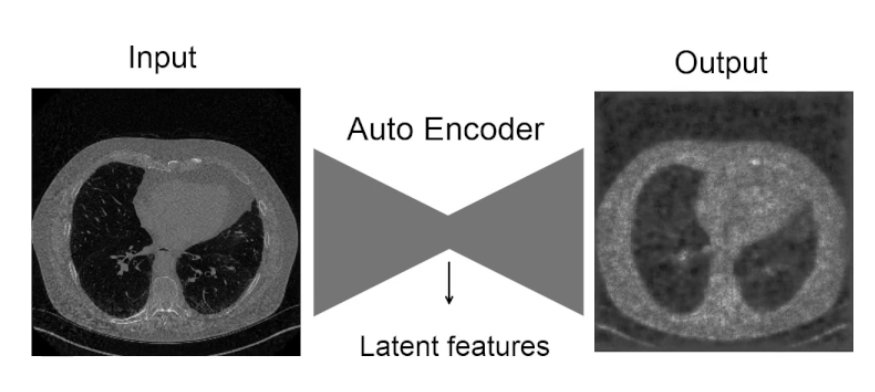 Input
Output
Auto Encoder
Latent features